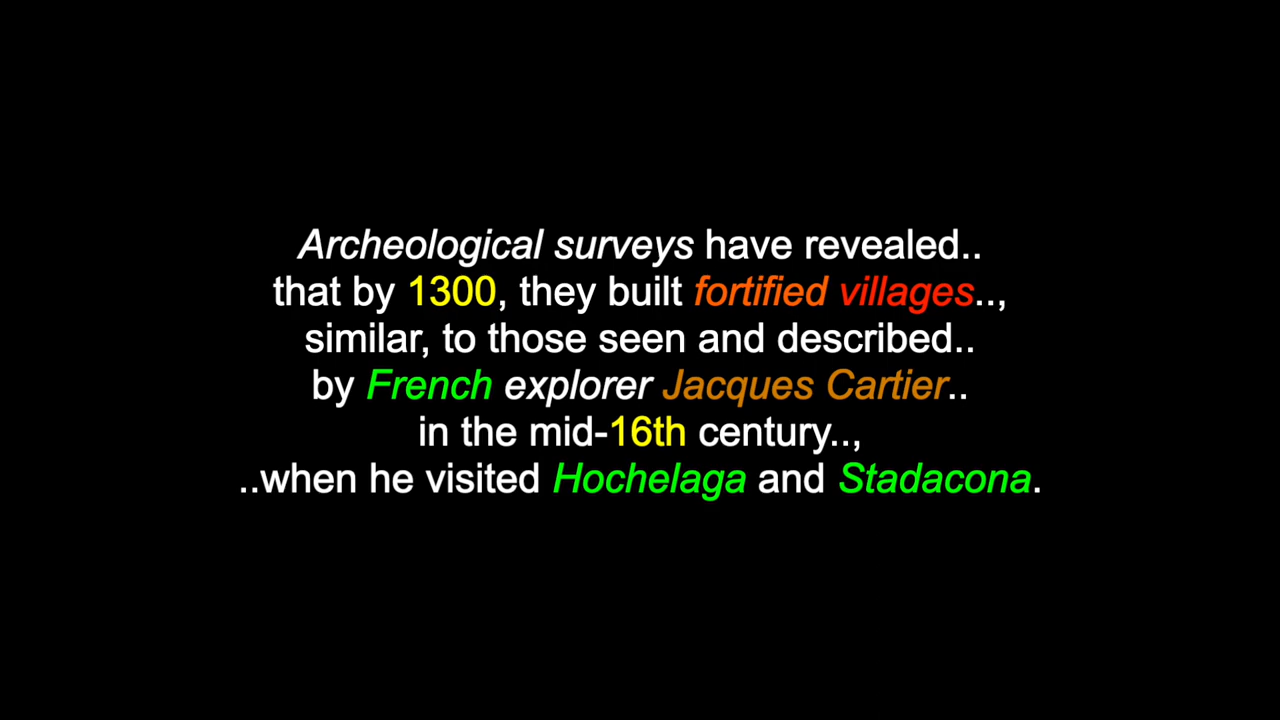 Archeological surveys have revealed..
that by 1300, they built fortified villages..,
similar, to those seen and described..
by French explorer Jacques Cartier..
in the mid-16th century..,
..when he visited Hochelaga and Stadacona.